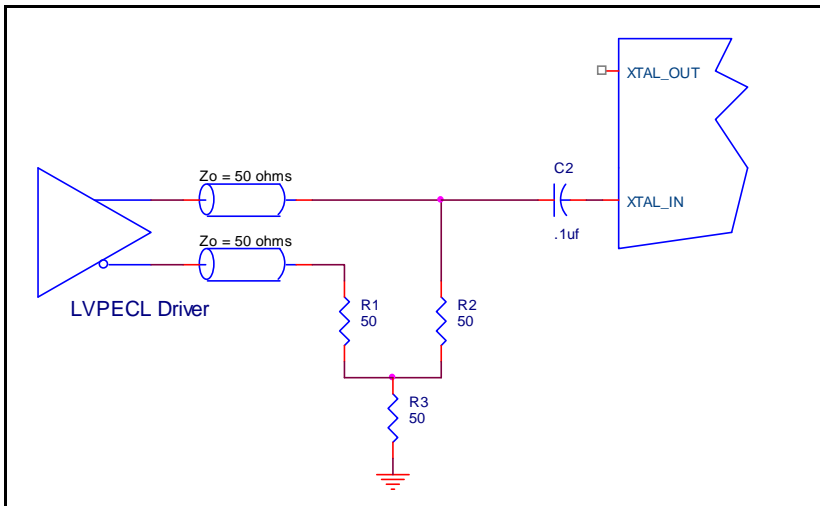 XTAL_OUT
Zo = 50 ohms
C2
XTAL_IN
.1uf
Zo = 50 ohms
LVPECL Driver
R1
50
R2
50
R3
50